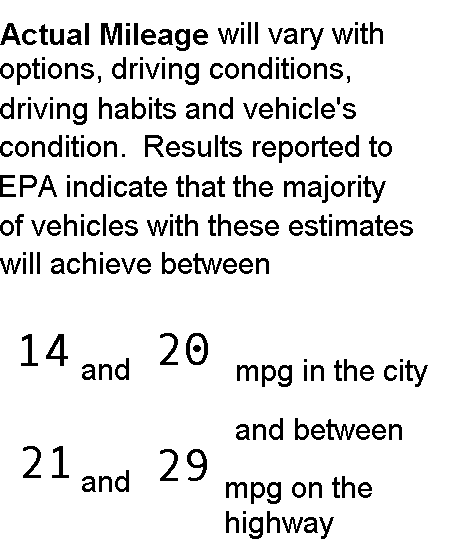 Actual Mileage will vary with
options, driving conditions,
driving habits and vehicle's
condition.  Results reported to
EPA indicate that the majority
of vehicles with these estimates
will achieve between
14 and 20 mpg in the city
and between
21 and 29 mpg on the
highway